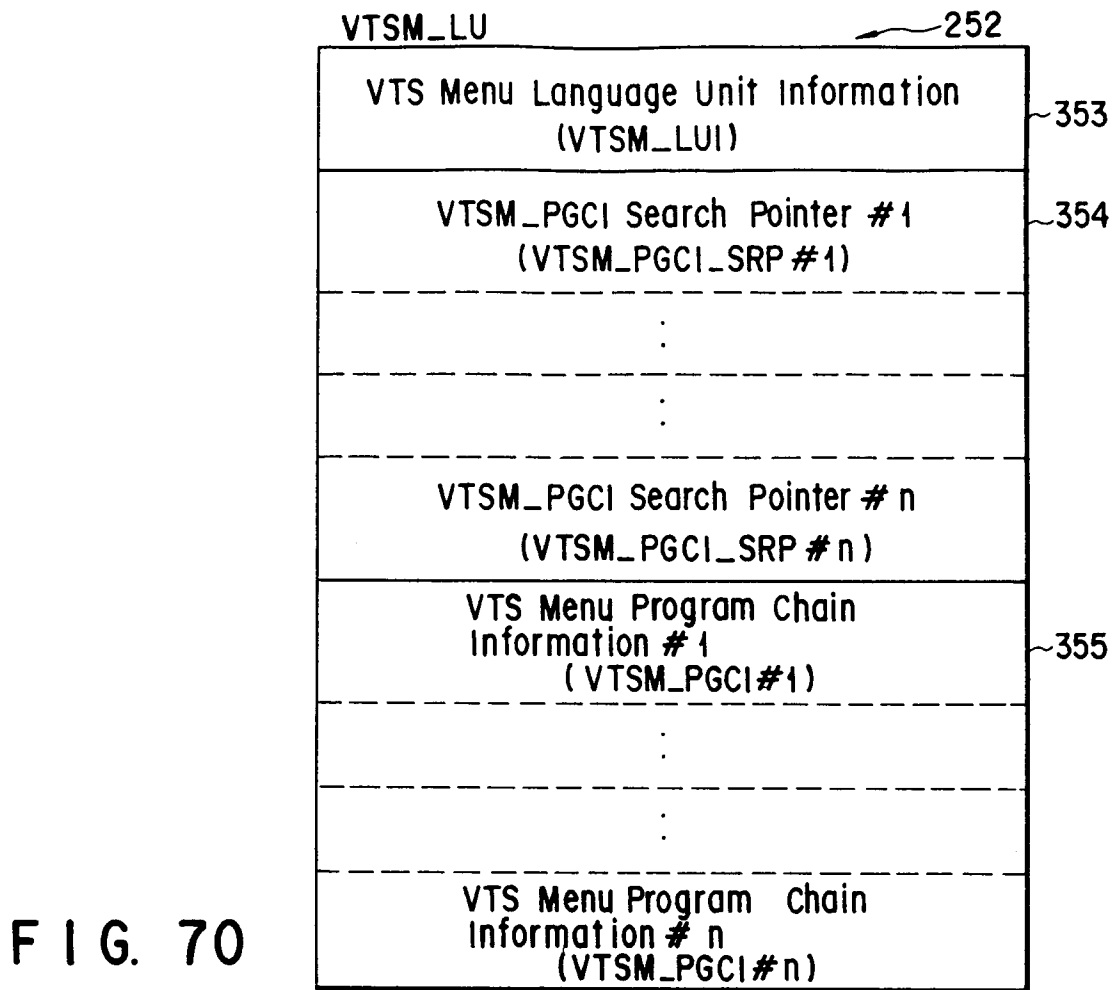 VTSM_LU
252
VTS Menu Language Unit Information
(VTSM_LUI)
353
VTSM_PGCI Search Pointer #1
(VTSM_PGCI_SRP #1)
354
VTSM_PGCI Search Pointer # n
(VTSM_PGCI_SRP # n)
VTS Menu Program Chain
Information # 1
(VTSM_PGCI#1)
355
VTS Menu Program Chain
Information # n
(VTSM_PGCI#n)
FIG. 70